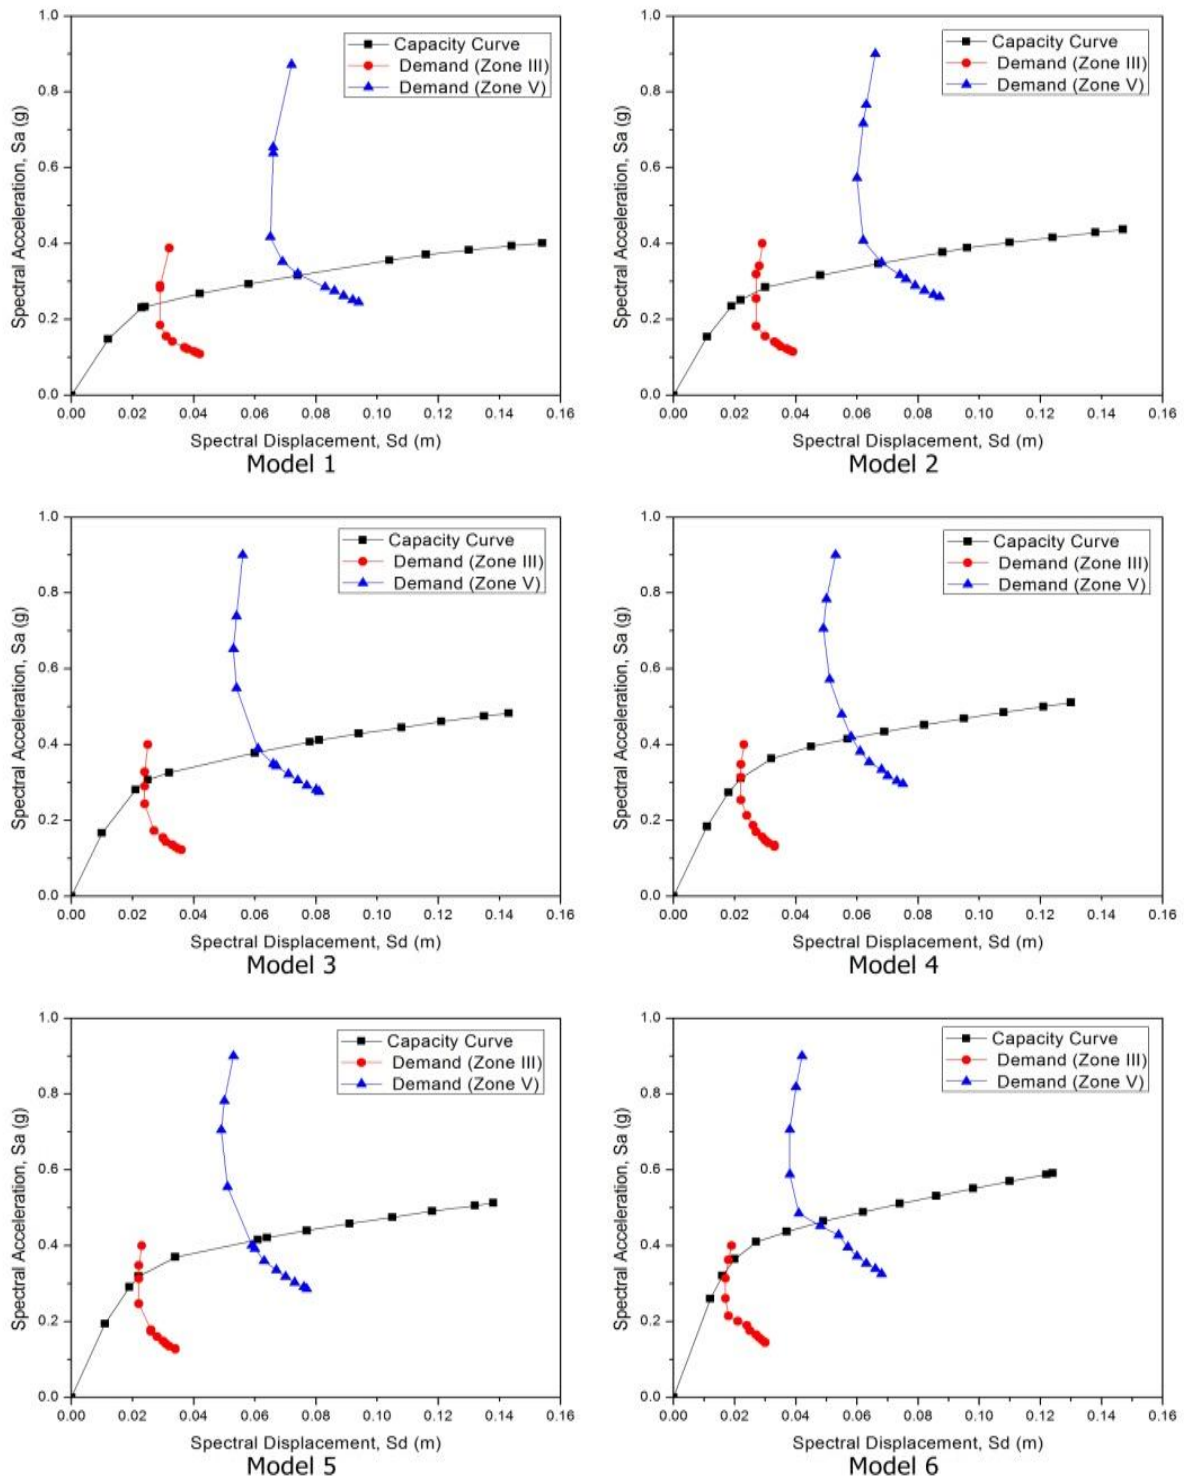 1.0
0.8
0.6
0.4
0.2
0.0
Spectral Acceleration, Sa (g)
Capacity Curve
Demand (Zone III)
Demand (Zone V)
0.00 0.02 0.04 0.06 0.08 0.10 0.12 0.14 0.16
Spectral Displacement, Sd (m)
Model 1
1.0
0.8
0.6
0.4
0.2
0.0
Spectral Acceleration, Sa (g)
Capacity Curve
Demand (Zone III)
Demand (Zone V)
0.00 0.02 0.04 0.06 0.08 0.10 0.12 0.14 0.16
Spectral Displacement, Sd (m)
Model 2
1.0
0.8
0.6
0.4
0.2
0.0
Spectral Acceleration, Sa (g)
Capacity Curve
Demand (Zone III)
Demand (Zone V)
0.00 0.02 0.04 0.06 0.08 0.10 0.12 0.14 0.16
Spectral Displacement, Sd (m)
Model 3
1.0
0.8
0.6
0.4
0.2
0.0
Spectral Acceleration, Sa (g)
Capacity Curve
Demand (Zone III)
Demand (Zone V)
0.00 0.02 0.04 0.06 0.08 0.10 0.12 0.14 0.16
Spectral Displacement, Sd (m)
Model 4
1.0
0.8
0.6
0.4
0.2
0.0
Spectral Acceleration, Sa (g)
Capacity Curve
Demand (Zone III)
Demand (Zone V)
0.00 0.02 0.04 0.06 0.08 0.10 0.12 0.14 0.16
Spectral Displacement, Sd (m)
Model 5
1.0
0.8
0.6
0.4
0.2
0.0
Spectral Acceleration, Sa (g)
Capacity Curve
Demand (Zone III)
Demand (Zone V)
0.00 0.02 0.04 0.06 0.08 0.10 0.12 0.14 0.16
Spectral Displacement, Sd (m)
Model 6